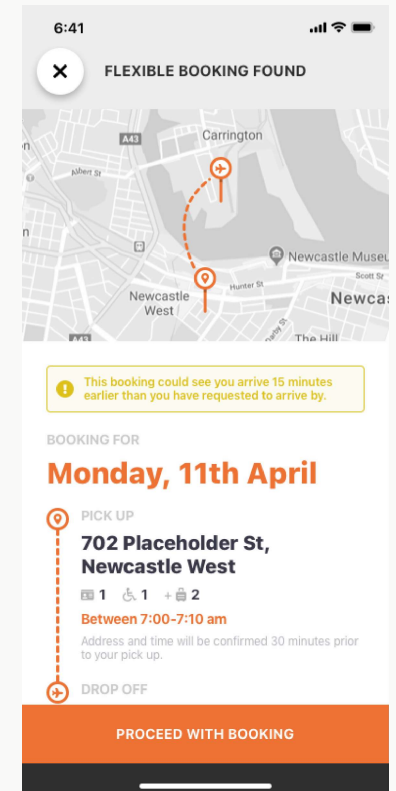 6:41
FLEXIBLE BOOKING FOUND
A43
Carrington
Albert St
Newcastle Museu
Scott St
Hunter St
Newcastle
West
Newca
The Hill
This booking could see you arrive 15 minutes
earlier than you have requested to arrive by.
BOOKING FOR
Monday, 11th April
PICK UP
702 Placeholder St,
Newcastle West
1 1 + 2
Between 7:00-7:10 am
Address and time will be confirmed 30 minutes prior
to your pick up.
DROP OFF
PROCEED WITH BOOKING